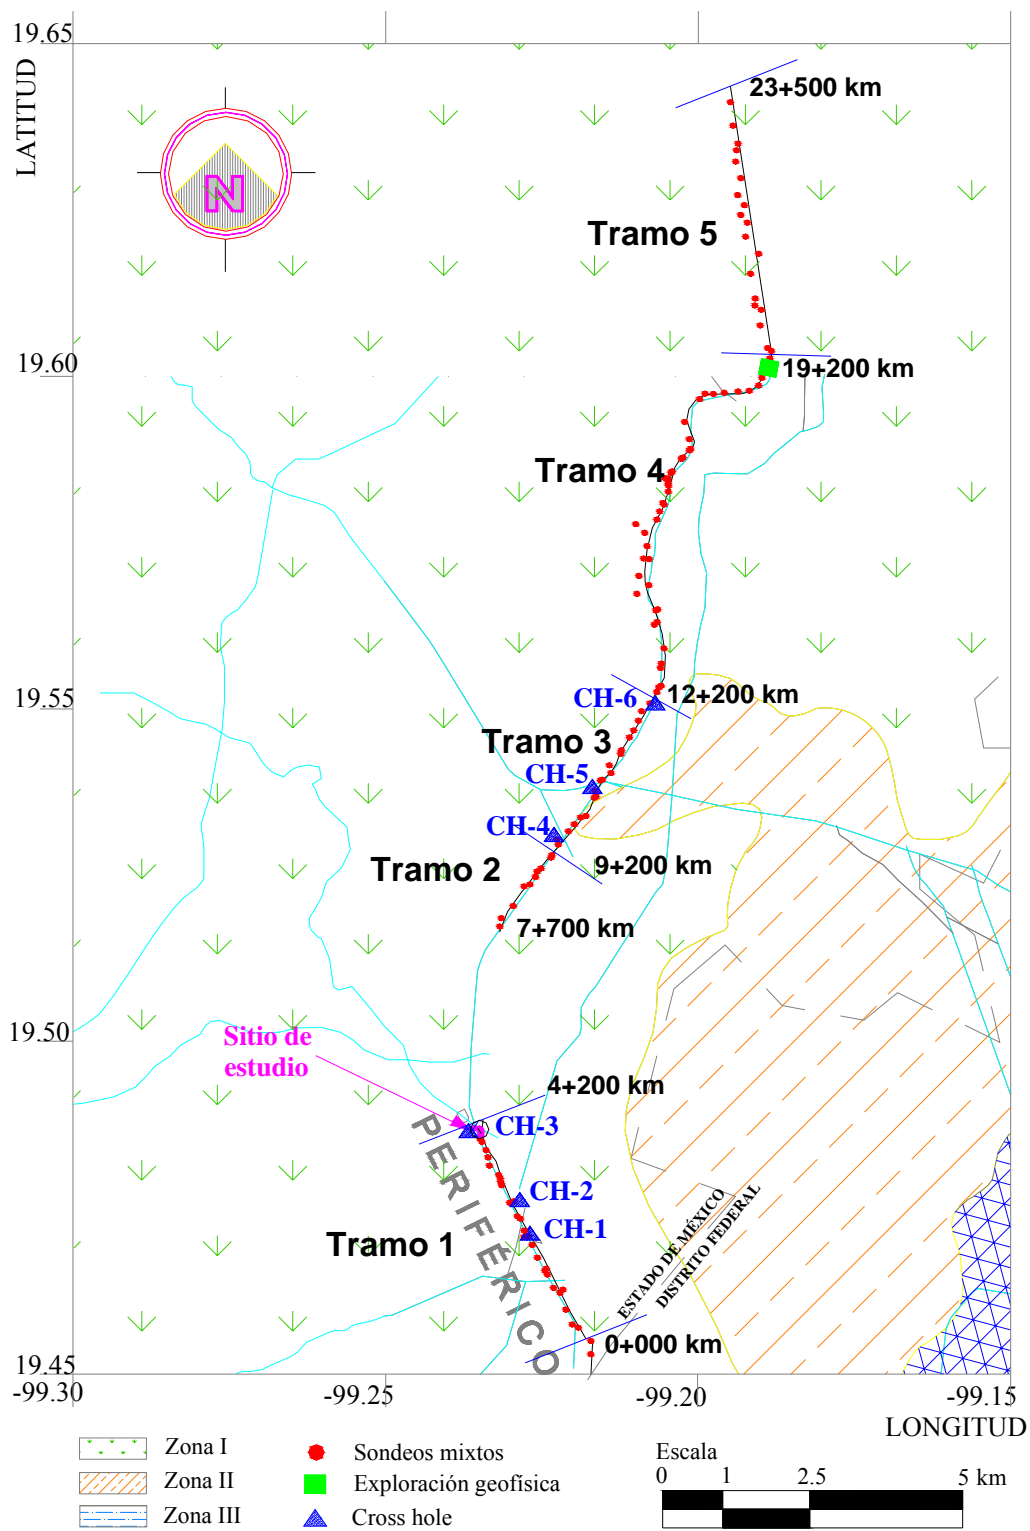 19.65
LATITUD
23+500 km
N
Tramo 5
19.60
19+200 km
Tramo 4
CH-6
12+200 km
19.55
Tramo 3
CH-5
CH-4
Tramo 2
9+200 km
7+700 km
19.50
Sitio de
estudio
4+200 km
CH-3
PERIFÉRICO
CH-2
CH-1
Tramo 1
ESTADO DE MÉXICO
DISTRITO FEDERAL
0+000 km
19.45
-99.30
-99.25
-99.20
-99.15
LONGITUD
Zona I
Sondeos mixtos
Escala
Zona II
Exploración geofísica
0 1 2.5 5 km
Zona III
Cross hole